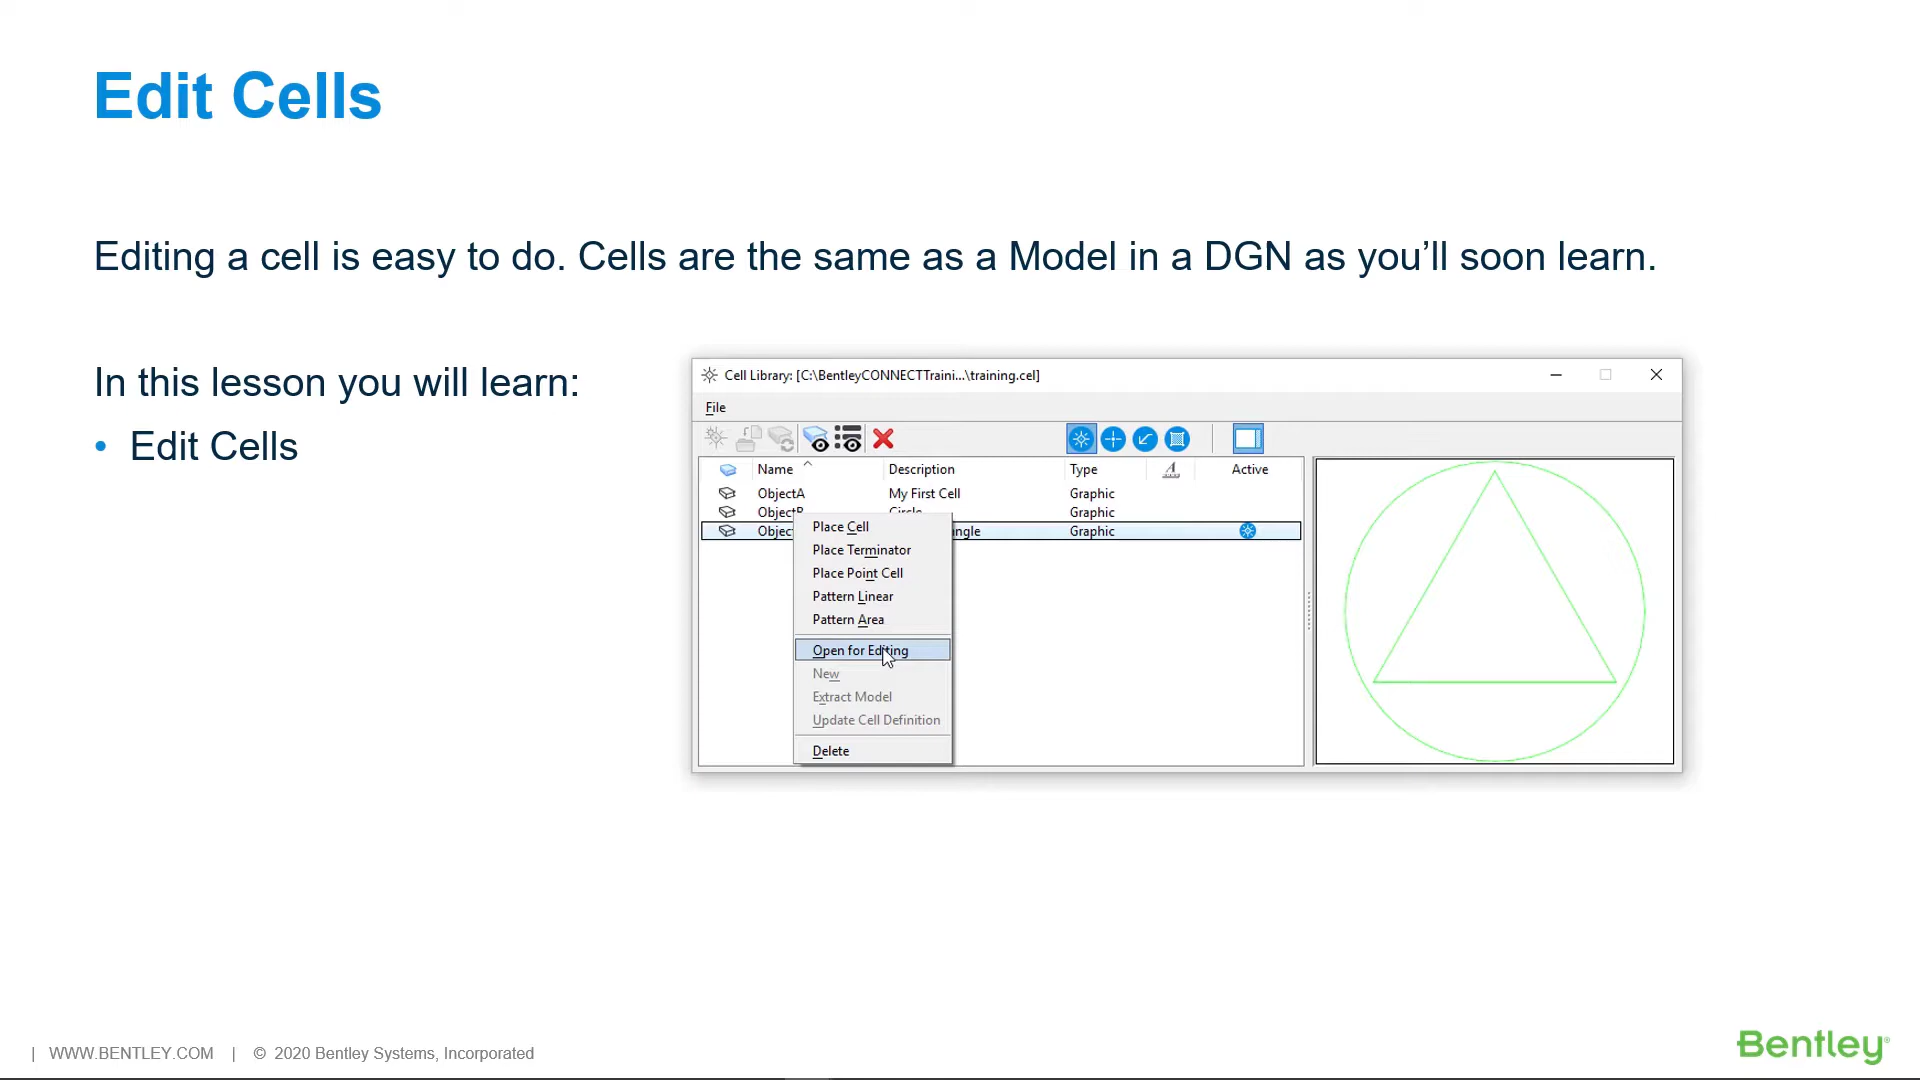 Edit Cells
Editing a cell is easy to do. Cells are the same as a Model in a DGN as you’ll soon learn.
In this lesson you will learn:
• Edit Cells
Cell Library: [C:\BentleyCONNECTTraini...\training.cel]
File
Name Description Type Active
ObjectA My First Cell Graphic
Graphic
Graphic
Place Cell
Place Terminator
Place Point Cell
Pattern Linear
Pattern Area
Open for Editing
New
Extract Model
Update Cell Definition
Delete
| WWW.BENTLEY.COM | © 2020 Bentley Systems, Incorporated
Bentley®